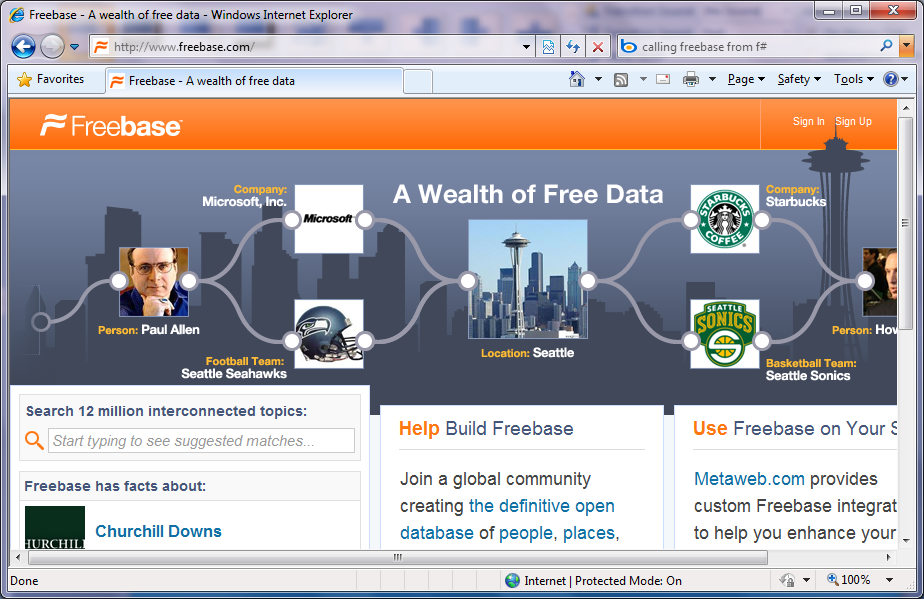 Freebase - A wealth of free data - Windows Internet Explorer
http://www.freebase.com/
calling freebase from f#
Favorites
Freebase - A wealth of free data
Page
Safety
Tools
Freebase
Sign In
Sign Up
A Wealth of Free Data
Company:
Microsoft, Inc.
Microsoft
STARBUCKS
COFFEE
Company:
Starbucks
Person: Paul Allen
Football Team:
Seattle Seahawks
Location: Seattle
SEATTLE
SONICS
Person: How
Basketball Team:
Seattle Sonics
Search 12 million interconnected topics:
Start typing to see suggested matches...
Freebase has facts about:
CHURCHILL
Churchill Downs
Help Build Freebase
Join a global community
creating the definitive open
database of people, places,
Use Freebase on Your S
Metaweb.com provides
custom Freebase integrat
to help you enhance your
Done
Internet | Protected Mode: On
100%